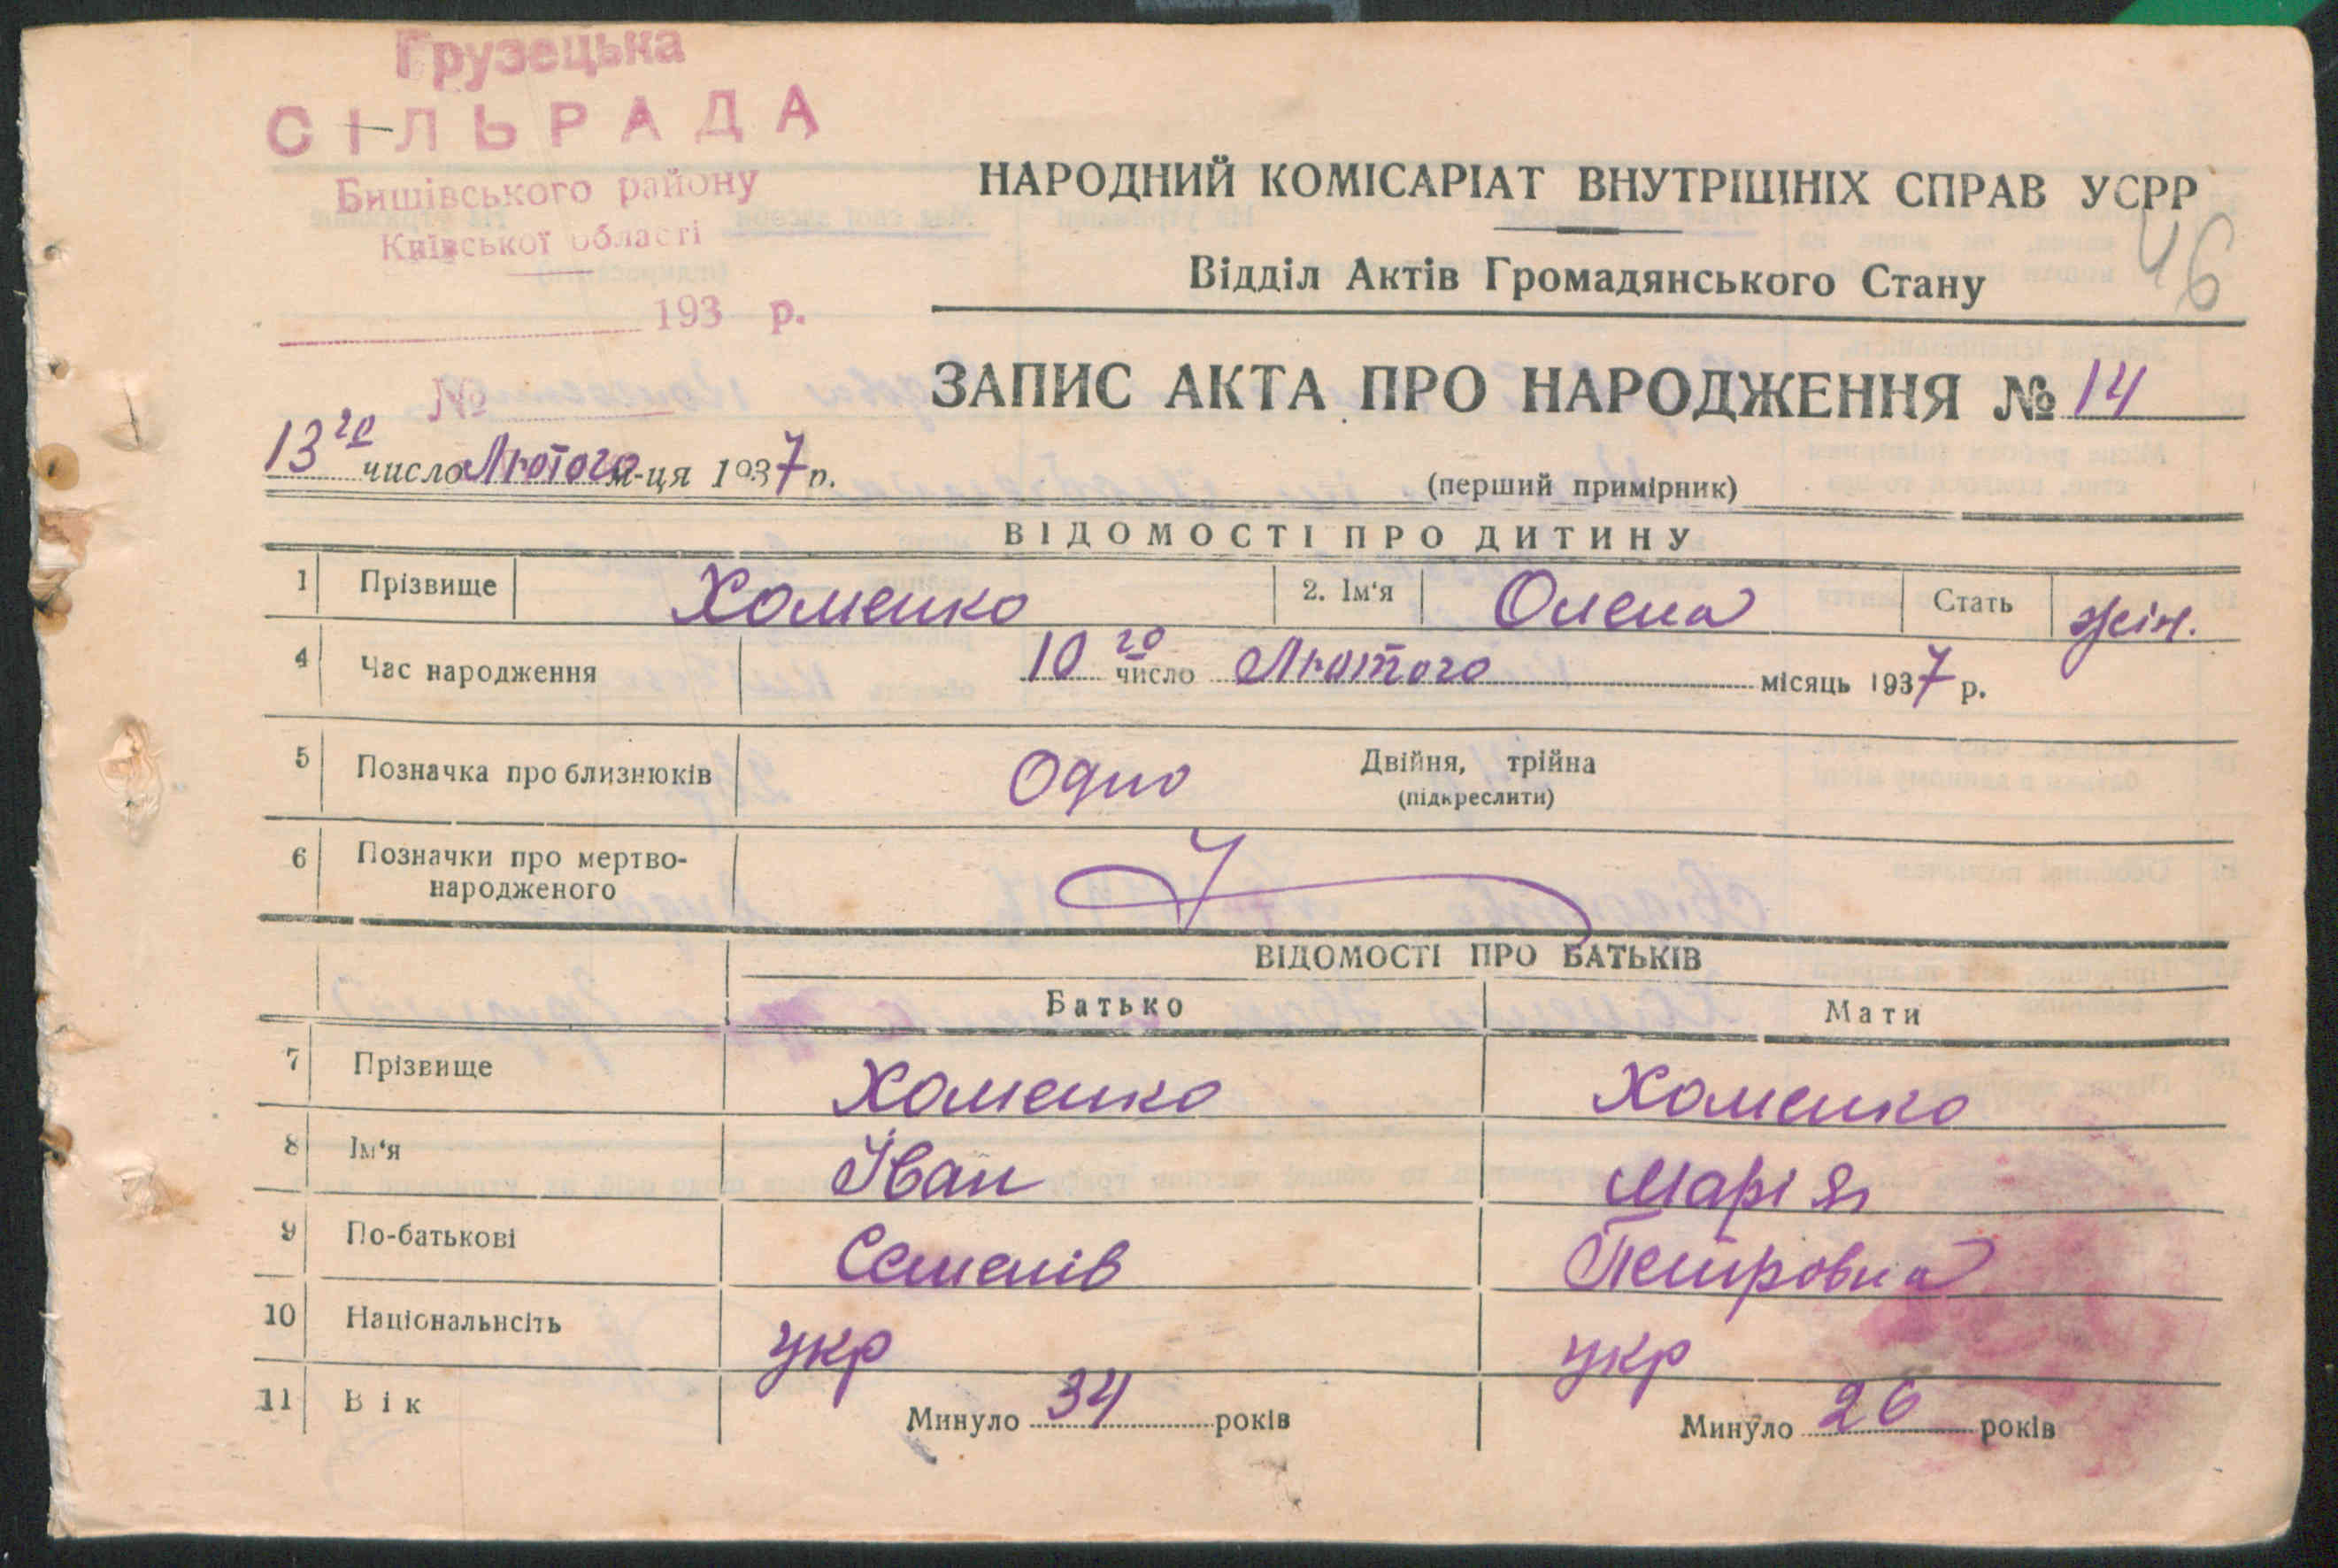 Грузецька
СІЛЬРАДА
Бишівського району
Київської області
193 р.
№
НАРОДНИЙ КОМІСАРІАТ ВНУТРІШНІХ СПРАВ УСРР
46
Відділ Актів Громадянського Стану
ЗАПИС АКТА ПРО НАРОДЖЕННЯ № 14
13го число Лютого м-ця 1937 р.
(перший примірник)
ВІДОМОСТІ ПРО ДИТИНУ
1 Прізвище Хоменко 2. Ім'я Олена Стать жін.
4 Час народження 10го число Лютого місяць 1937 р.
5 Позначка про близнюків Одно Двійня, трійна
(підкреслити)
6 Позначки про мертво-
народженого
ВІДОМОСТІ ПРО БАТЬКІВ
Батько Мати
7 Прізвище Хоменко Хоменко
8 Ім'я Іван Марія
9 По-батькові Семенів Петровна
10 Національнсіть укр укр
11 Вік Минуло 34 років Минуло 26 років